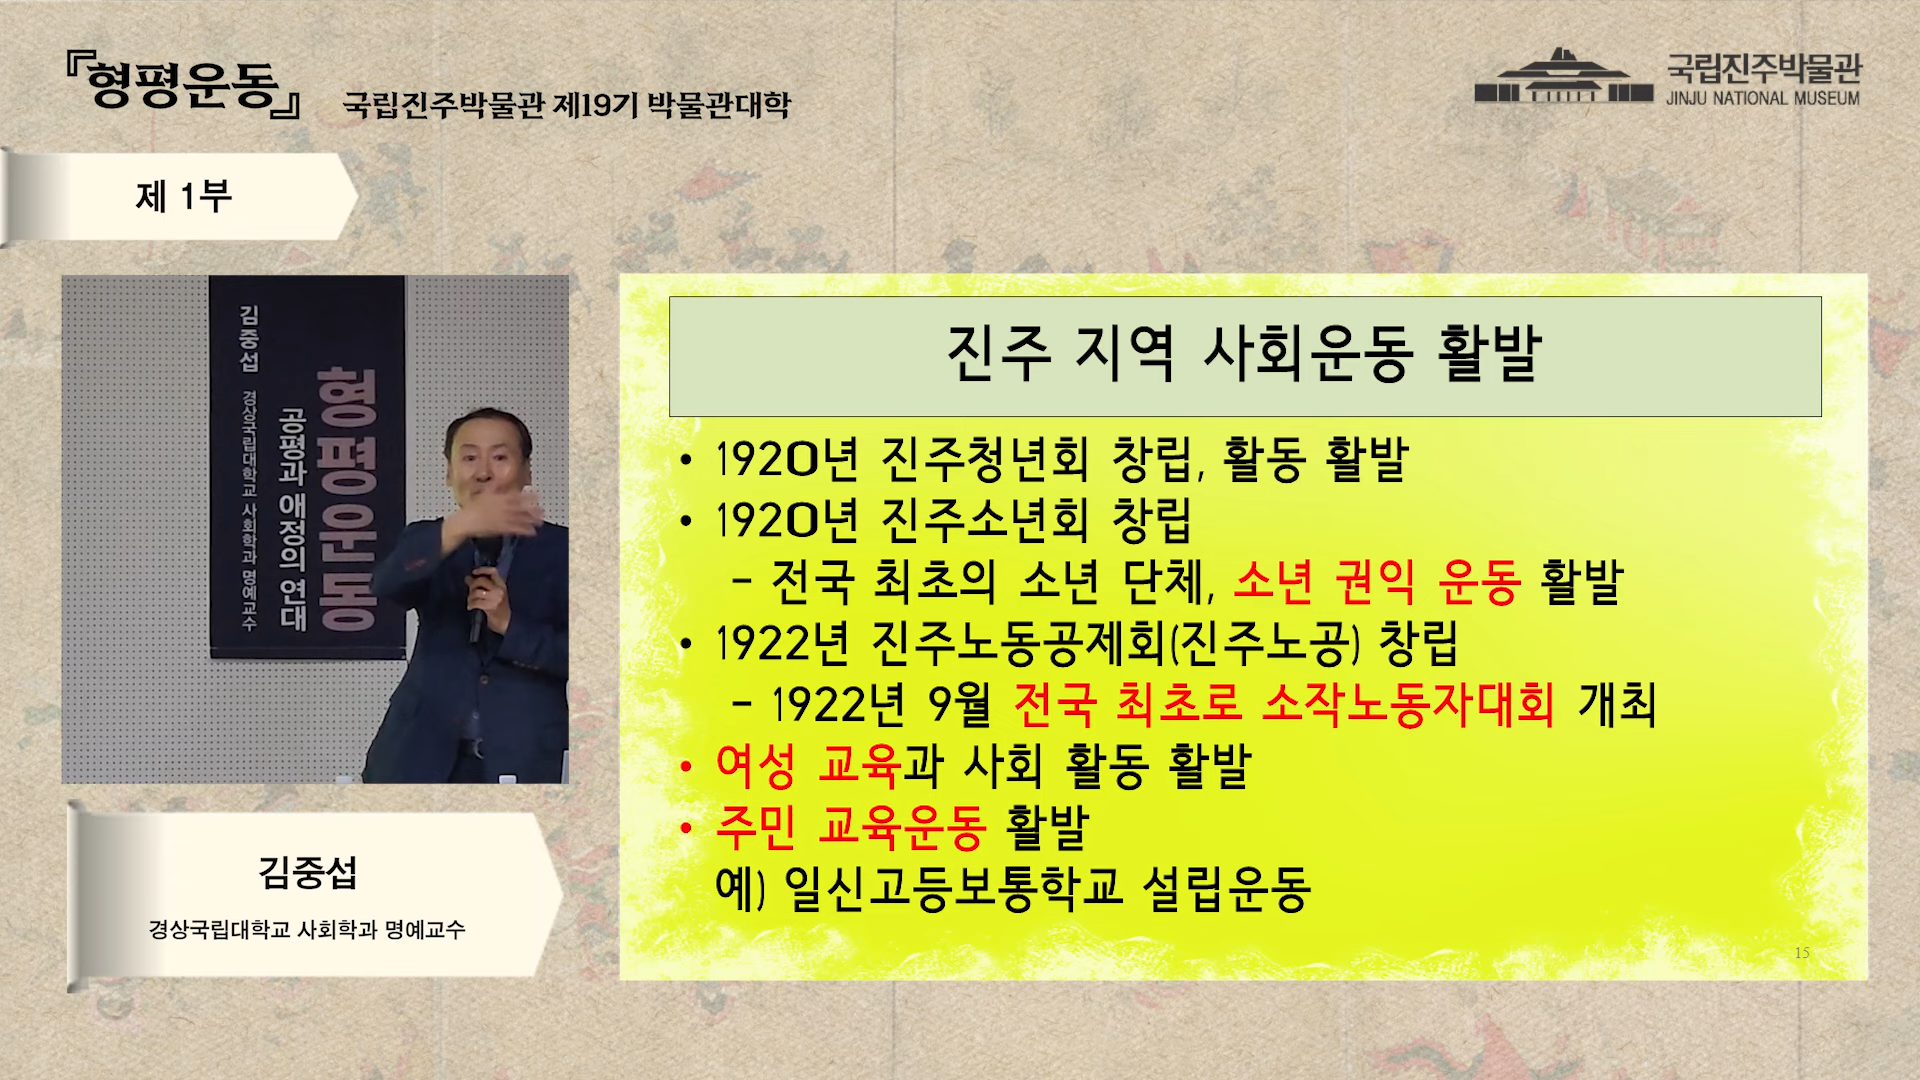 『형평운동』
국립진주박물관 제19기 박물관대학
국립진주박물관
JINJU NATIONAL MUSEUM
제 1부
형평운동
공평과 애정의 연대
김중섭 경상국립대학교 사회학과 명예교수
김중섭
경상국립대학교 사회학과 명예교수
진주 지역 사회운동 활발
• 1920년 진주청년회 창립, 활동 활발
• 1920년 진주소년회 창립
- 전국 최초의 소년 단체, 소년 권익 운동 활발
• 1922년 진주노동공제회(진주노공) 창립
- 1922년 9월 전국 최초로 소작노동자대회 개최
• 여성 교육과 사회 활동 활발
• 주민 교육운동 활발
예) 일신고등보통학교 설립운동
15